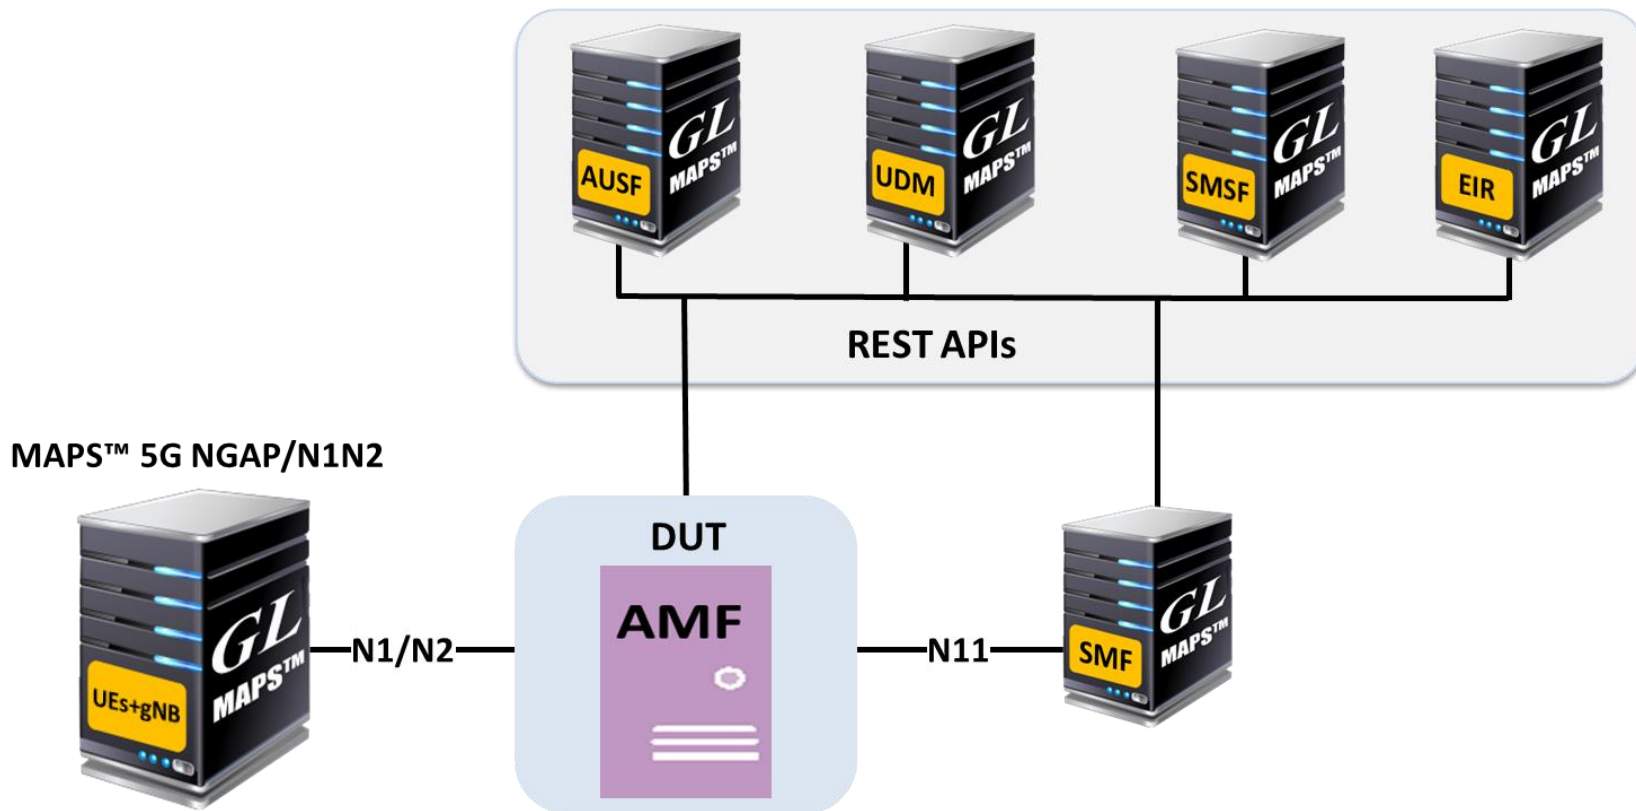 GL
MAPS™
AUSF
GL
MAPS™
UDM
GL
MAPS™
SMSF
GL
MAPS™
EIR
REST APIs
MAPS™ 5G NGAP/N1N2
GL
MAPS™
UEs+gNB
N1/N2
DUT
AMF
N11
GL
MAPS™
SMF